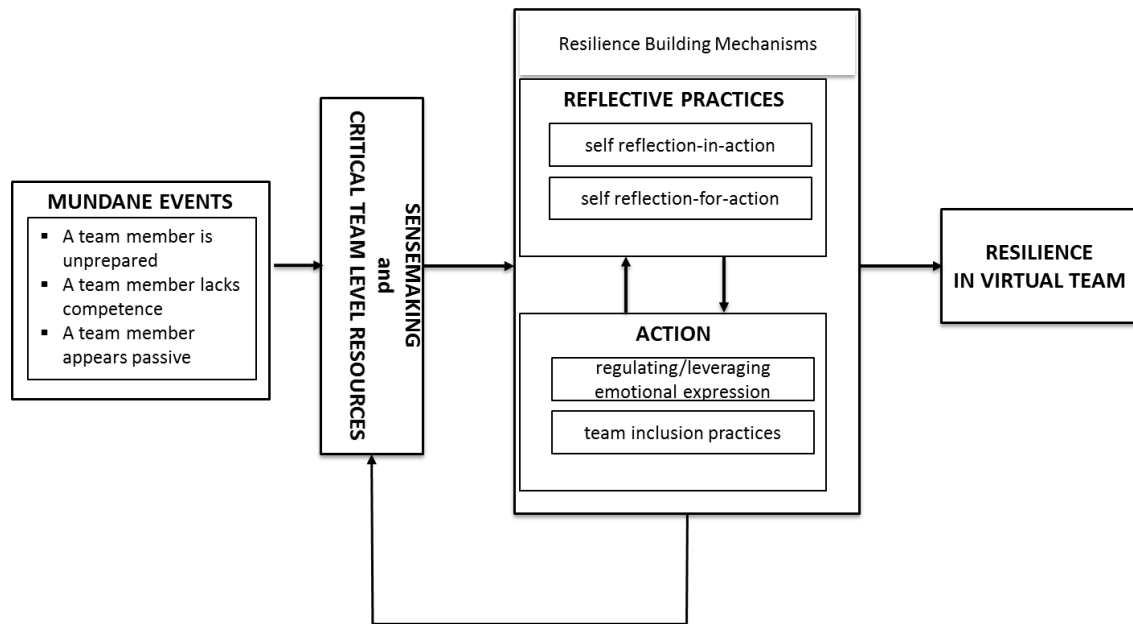 MUNDANE EVENTS
▪ A team member is
unprepared
▪ A team member lacks
competence
▪ A team member
appears passive
SENSEMAKING
and
CRITICAL TEAM LEVEL RESOURCES
Resilience Building Mechanisms
REFLECTIVE PRACTICES
self reflection-in-action
self reflection-for-action
ACTION
regulating/leveraging
emotional expression
team inclusion practices
RESILIENCE
IN VIRTUAL TEAM